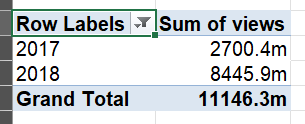 Row Labels Sum of views
2017 2700.4m
2018 8445.9m
Grand Total 11146.3m